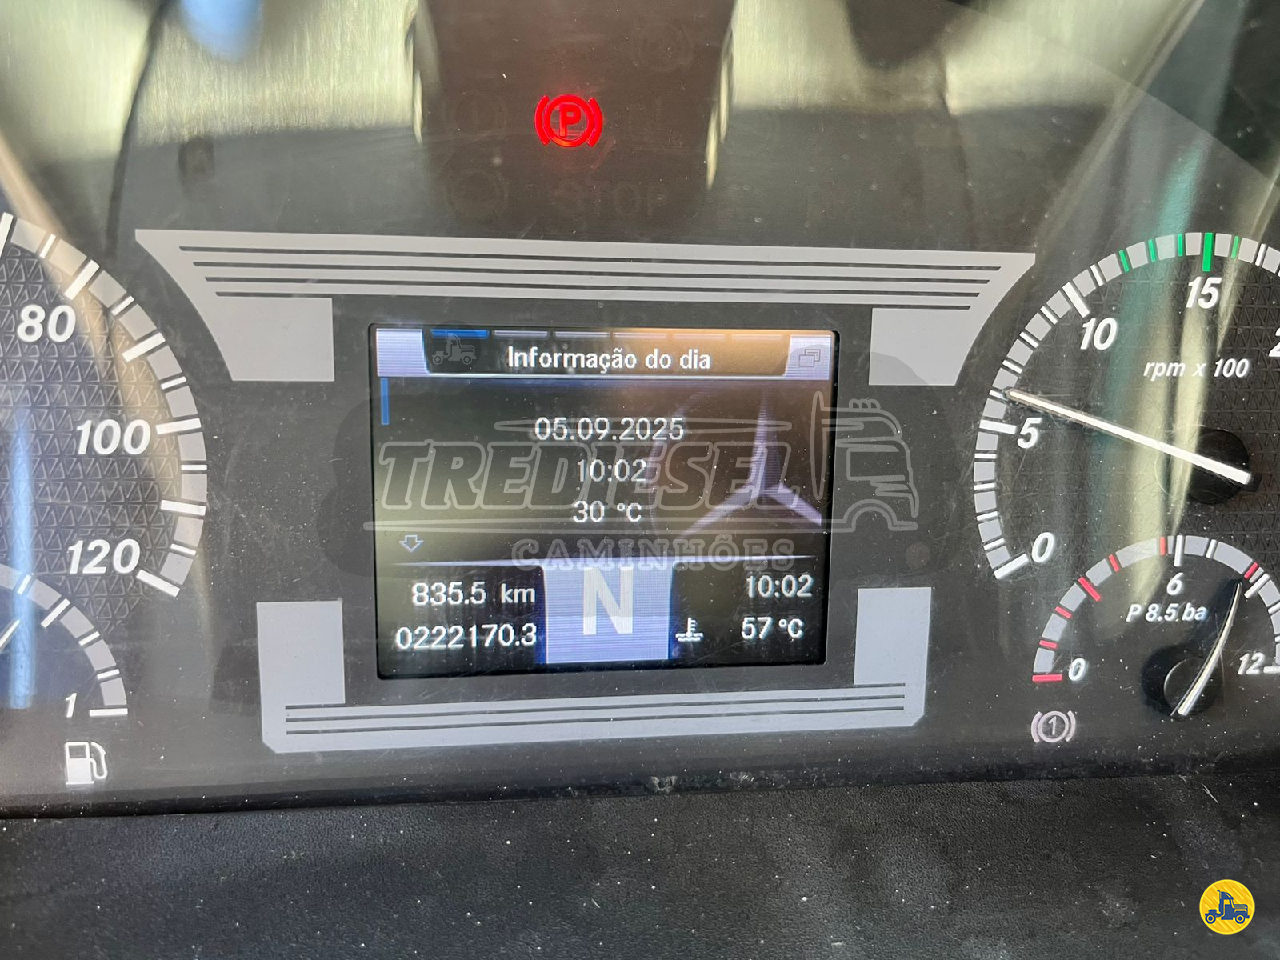 P
80
100
120
1
Informação do dia
05.09.2025
10:02
30 °C
835.5 km
0222170.3
N
10:02
57 °C
TREDIESEL
CAMINHÕES
15
10
rpm x 100
5
0
6
P 8.5 ba
0
12
1